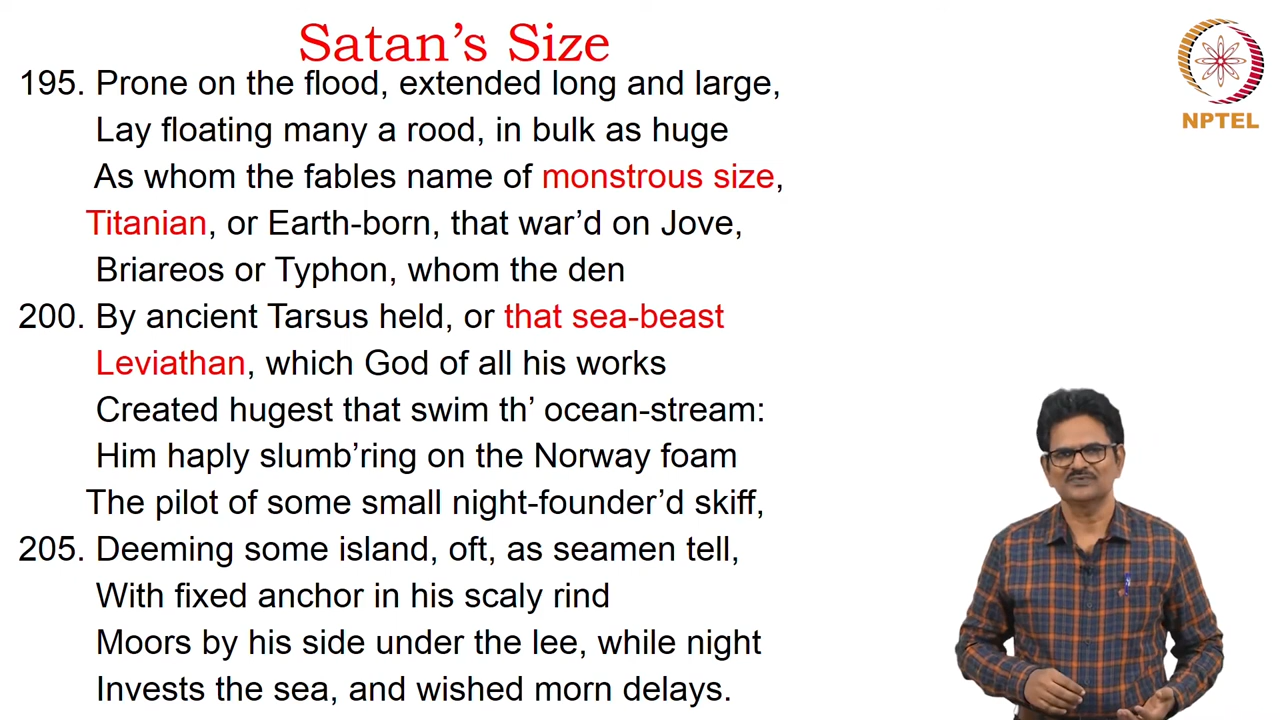 Satan’s Size
195. Prone on the flood, extended long and large,
Lay floating many a rood, in bulk as huge
As whom the fables name of monstrous size,
Titanian, or Earth-born, that war’d on Jove,
Briareos or Typhon, whom the den
200. By ancient Tarsus held, or that sea-beast
Leviathan, which God of all his works
Created hugest that swim th’ ocean-stream:
Him haply slumb’ring on the Norway foam
The pilot of some small night-founder’d skiff,
205. Deeming some island, oft, as seamen tell,
With fixed anchor in his scaly rind
Moors by his side under the lee, while night
Invests the sea, and wished morn delays.
NPTEL